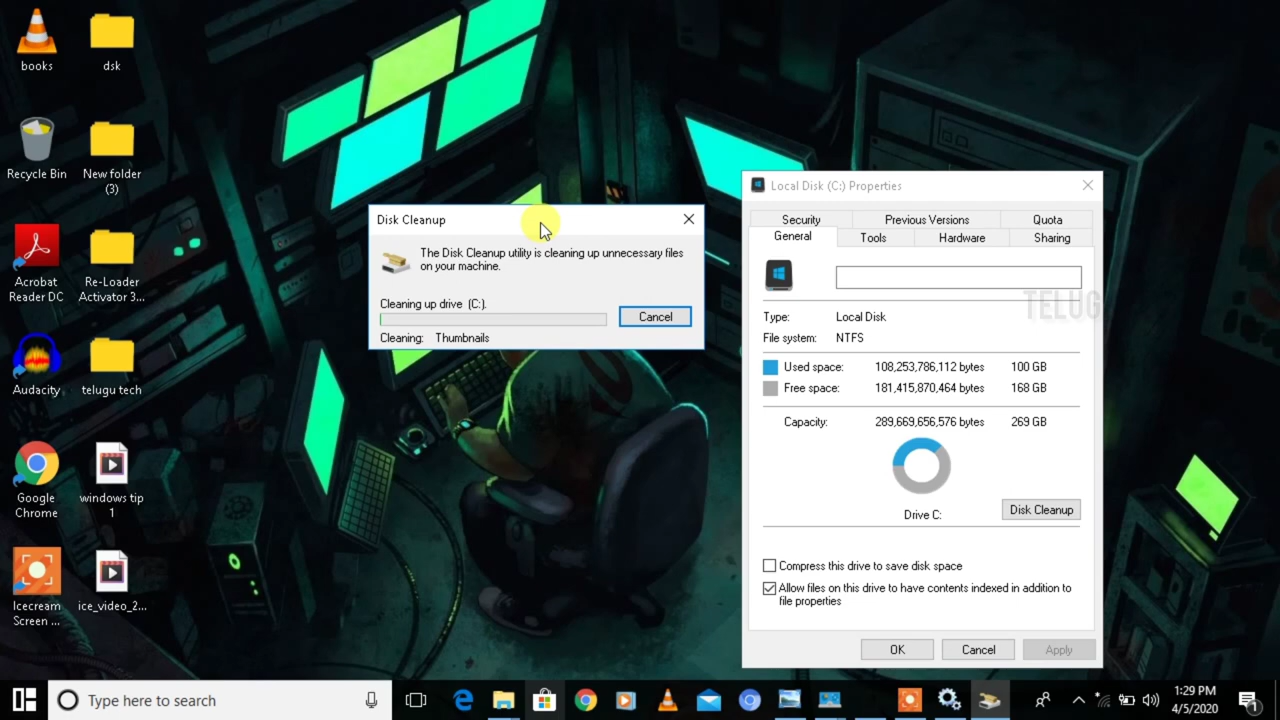 books
dsk
Recycle Bin
New folder
(3)
Acrobat
Reader DC
Re-Loader
Activator 3...
Audacity
telugu tech
Google
Chrome
windows tip
1
Icecream
Screen ...
ice_video_2...
Disk Cleanup
The Disk Cleanup utility is cleaning up unnecessary files
on your machine.
Cleaning up drive (C:).
Cancel
Cleaning: Thumbnails
Local Disk (C:) Properties
Security Previous Versions Quota
General Tools Hardware Sharing
TELUG
Type: Local Disk
File system: NTFS
Used space: 108,253,786,112 bytes 100 GB
Free space: 181,415,870,464 bytes 168 GB
Capacity: 289,669,656,576 bytes 269 GB
Drive C:
Disk Cleanup
Compress this drive to save disk space
Allow files on this drive to have contents indexed in addition to
file properties
OK Cancel Apply
Type here to search
1:29 PM
4/5/2020
1